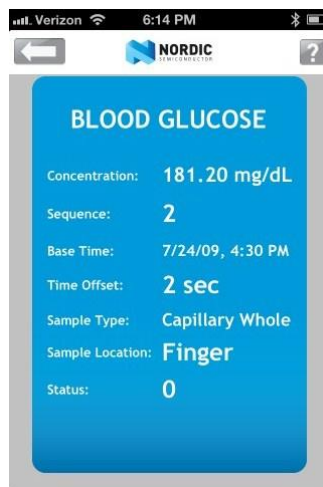 Verizon 6:14 PM
NORDIC
SEMICONDUCTOR
?
BLOOD GLUCOSE
Concentration: 181.20 mg/dL
Sequence: 2
Base Time: 7/24/09, 4:30 PM
Time Offset: 2 sec
Sample Type: Capillary Whole
Sample Location: Finger
Status: 0